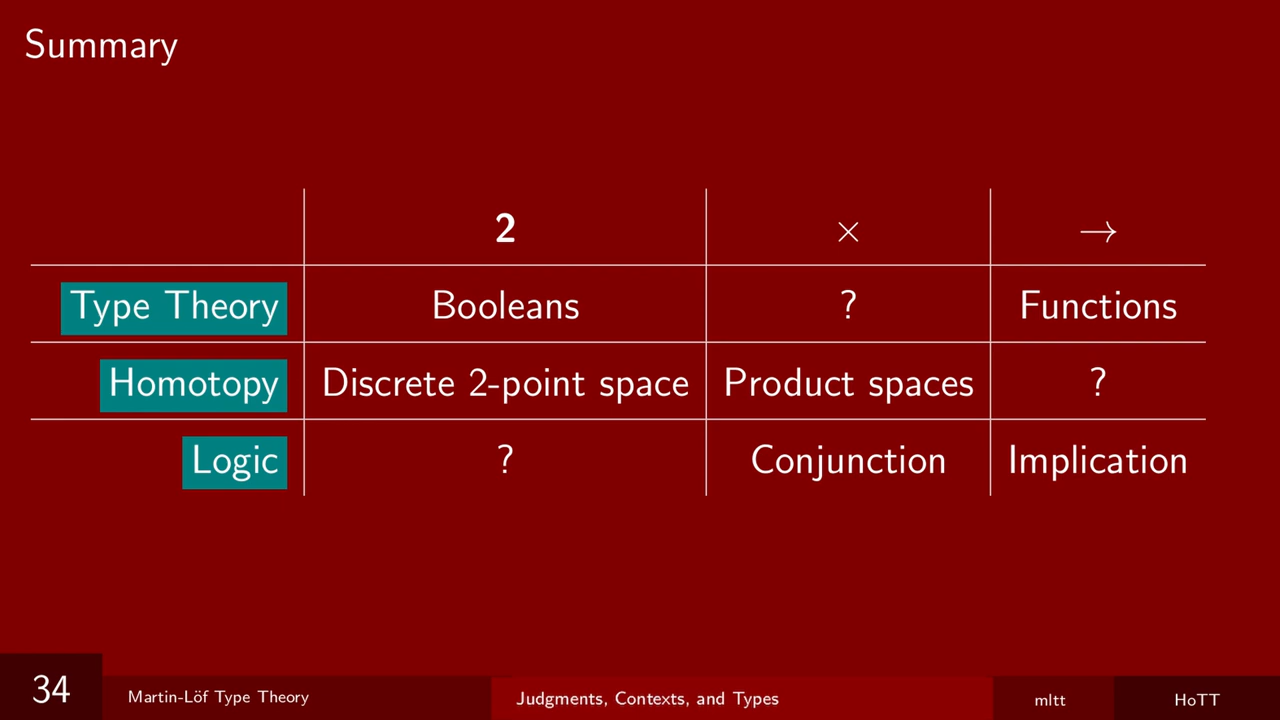 Summary
2 × →
Type Theory Booleans ? Functions
Homotopy Discrete 2-point space Product spaces ?
Logic ? Conjunction Implication
34 Martin-Löf Type Theory Judgments, Contexts, and Types mltt HoTT